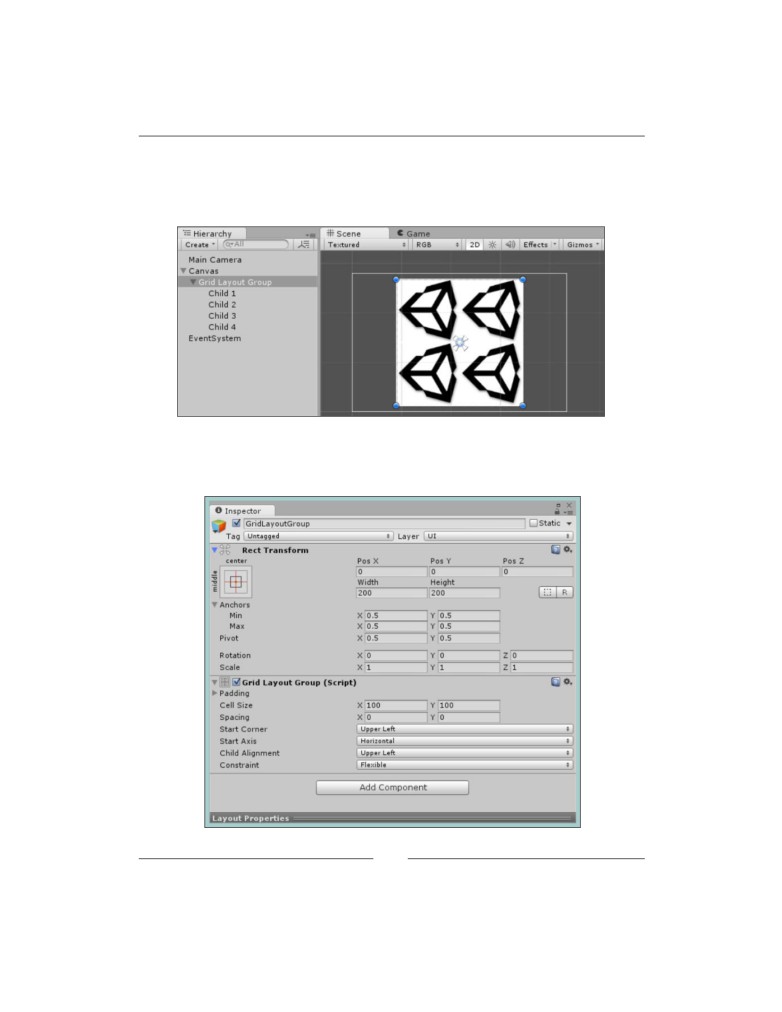 Hierarchy
Create
All
Main Camera
Canvas
Grid Layout Group
Child 1
Child 2
Child 3
Child 4
EventSystem
Scene
Game
Textured
RGB
2D
Effects
Gizmos
Inspector
GridLayoutGroup
Static
Tag Untagged Layer UI
Rect Transform
center
middle
Pos X Pos Y Pos Z
0 0 0
Width Height
200 200
R
Anchors
Min X 0.5 Y 0.5
Max X 0.5 Y 0.5
Pivot X 0.5 Y 0.5
Rotation X 0 Y 0 Z 0
Scale X 1 Y 1 Z 1
Grid Layout Group (Script)
Padding
Cell Size X 100 Y 100
Spacing X 0 Y 0
Start Corner Upper Left
Start Axis Horizontal
Child Alignment Upper Left
Constraint Flexible
Add Component
Layout Properties